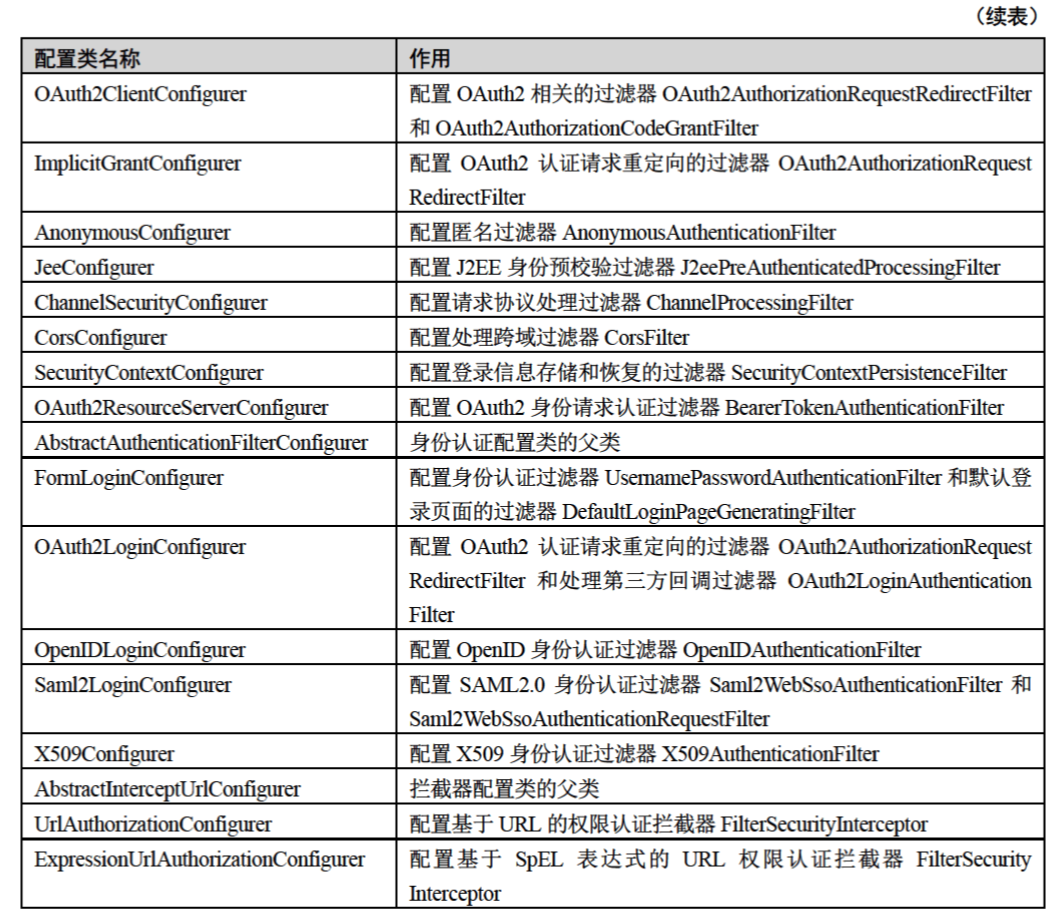 （续表）
配置类名称 作用
OAuth2ClientConfigurer 配置 OAuth2 相关的过滤器 OAuth2AuthorizationRequestRedirectFilter
和 OAuth2AuthorizationCodeGrantFilter
ImplicitGrantConfigurer 配置 OAuth2 认证请求重定向的过滤器 OAuth2AuthorizationRequest
RedirectFilter
AnonymousConfigurer 配置匿名过滤器 AnonymousAuthenticationFilter
JeeConfigurer 配置 J2EE 身份预校验过滤器 J2eePreAuthenticatedProcessingFilter
ChannelSecurityConfigurer 配置请求协议处理过滤器 ChannelProcessingFilter
CorsConfigurer 配置处理跨域过滤器 CorsFilter
SecurityContextConfigurer 配置登录信息存储和恢复的过滤器 SecurityContextPersistenceFilter
OAuth2ResourceServerConfigurer 配置 OAuth2 身份请求认证过滤器 BearerTokenAuthenticationFilter
AbstractAuthenticationFilterConfigurer 身份认证配置类的父类
FormLoginConfigurer 配置身份认证过滤器 UsernamePasswordAuthenticationFilter 和默认登
录页面的过滤器 DefaultLoginPageGeneratingFilter
OAuth2LoginConfigurer 配置 OAuth2 认证请求重定向的过滤器 OAuth2AuthorizationRequest
RedirectFilter 和处理第三方回调过滤器 OAuth2LoginAuthentication
Filter
OpenIDLoginConfigurer 配置 OpenID 身份认证过滤器 OpenIDAuthenticationFilter
Saml2LoginConfigurer 配置 SAML2.0 身份认证过滤器 Saml2WebSsoAuthenticationFilter 和
Saml2WebSsoAuthenticationRequestFilter
X509Configurer 配置 X509 身份认证过滤器 X509AuthenticationFilter
AbstractInterceptUrlConfigurer 拦截器配置类的父类
UrlAuthorizationConfigurer 配置基于 URL 的权限认证拦截器 FilterSecurityInterceptor
ExpressionUrlAuthorizationConfigurer 配置基于 SpEL 表达式的 URL 权限认证拦截器 FilterSecurity
Interceptor